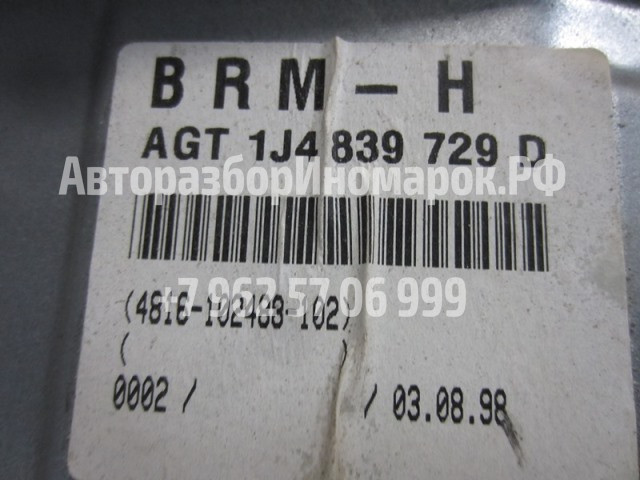 BRM-H
AGT 1J4 839 729 D
АвторазборИномарок.РФ
+7 962 57 06 999
(4816-102483-102)
( )
0002 / / 03.08.98